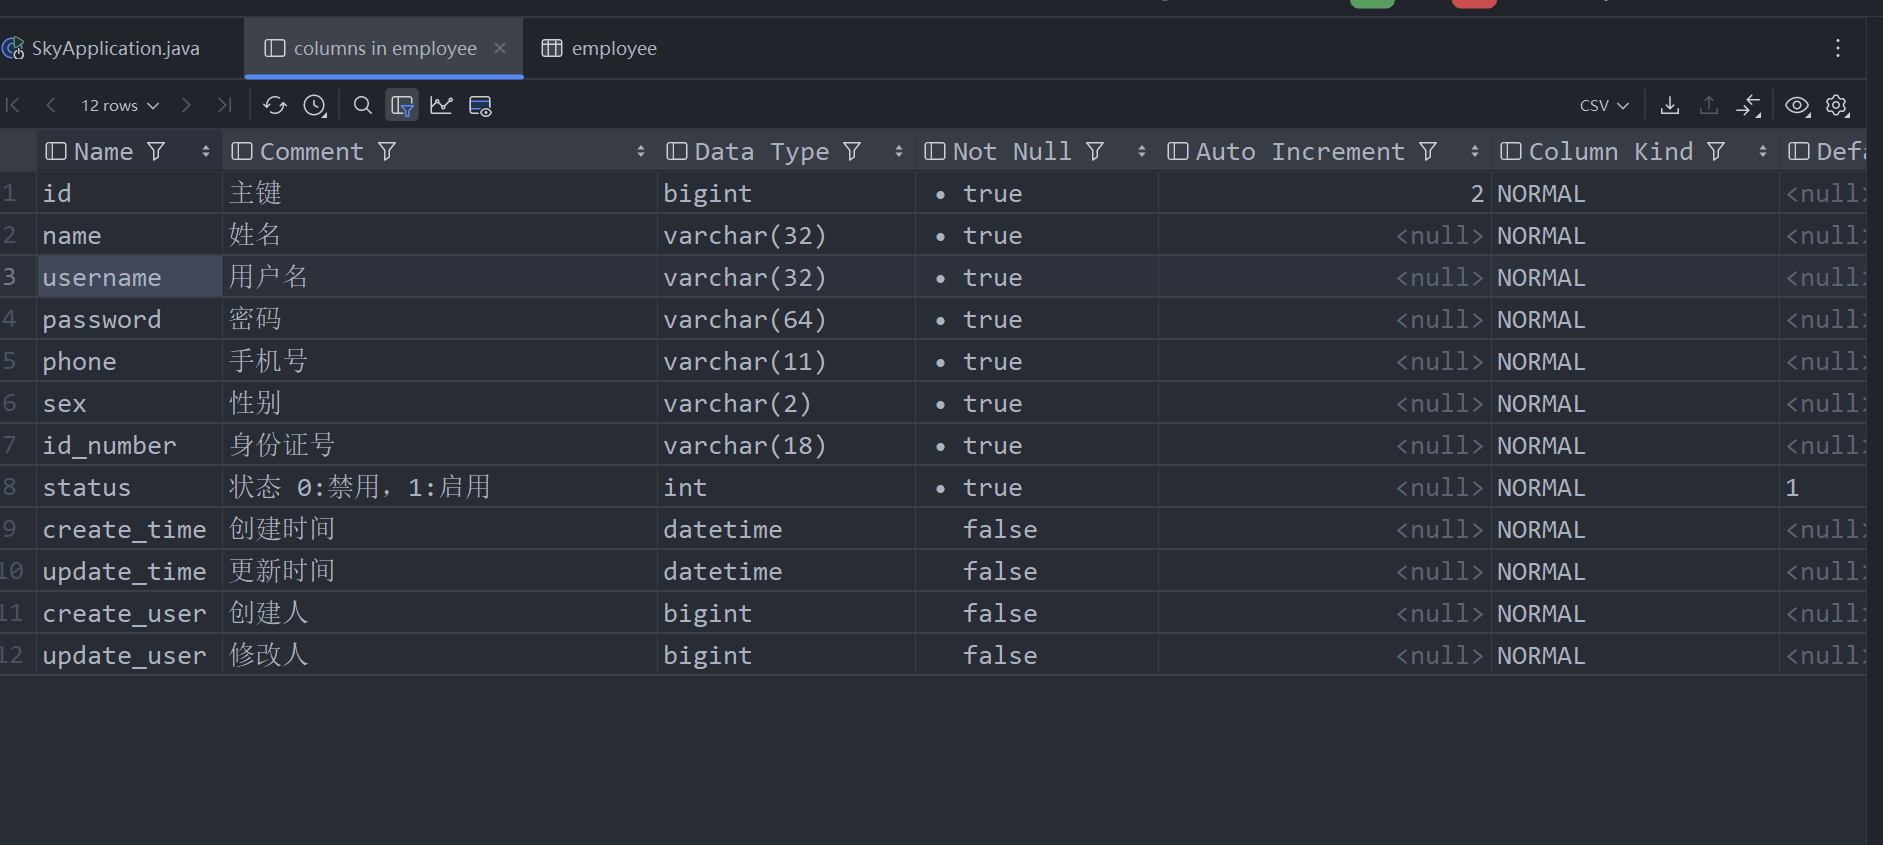 SkyApplication.java columns in employee employee
12 rows CSV
Name Comment Data Type Not Null Auto Increment Column Kind Defa
1 id 主键 bigint • true 2 NORMAL <null>
2 name 姓名 varchar(32) • true <null> NORMAL <null>
3 username 用户名 varchar(32) • true <null> NORMAL <null>
4 password 密码 varchar(64) • true <null> NORMAL <null>
5 phone 手机号 varchar(11) • true <null> NORMAL <null>
6 sex 性别 varchar(2) • true <null> NORMAL <null>
7 id_number 身份证号 varchar(18) • true <null> NORMAL <null>
8 status 状态 0:禁用，1:启用 int • true <null> NORMAL 1
9 create_time 创建时间 datetime false <null> NORMAL <null>
10 update_time 更新时间 datetime false <null> NORMAL <null>
11 create_user 创建人 bigint false <null> NORMAL <null>
12 update_user 修改人 bigint false <null> NORMAL <null>